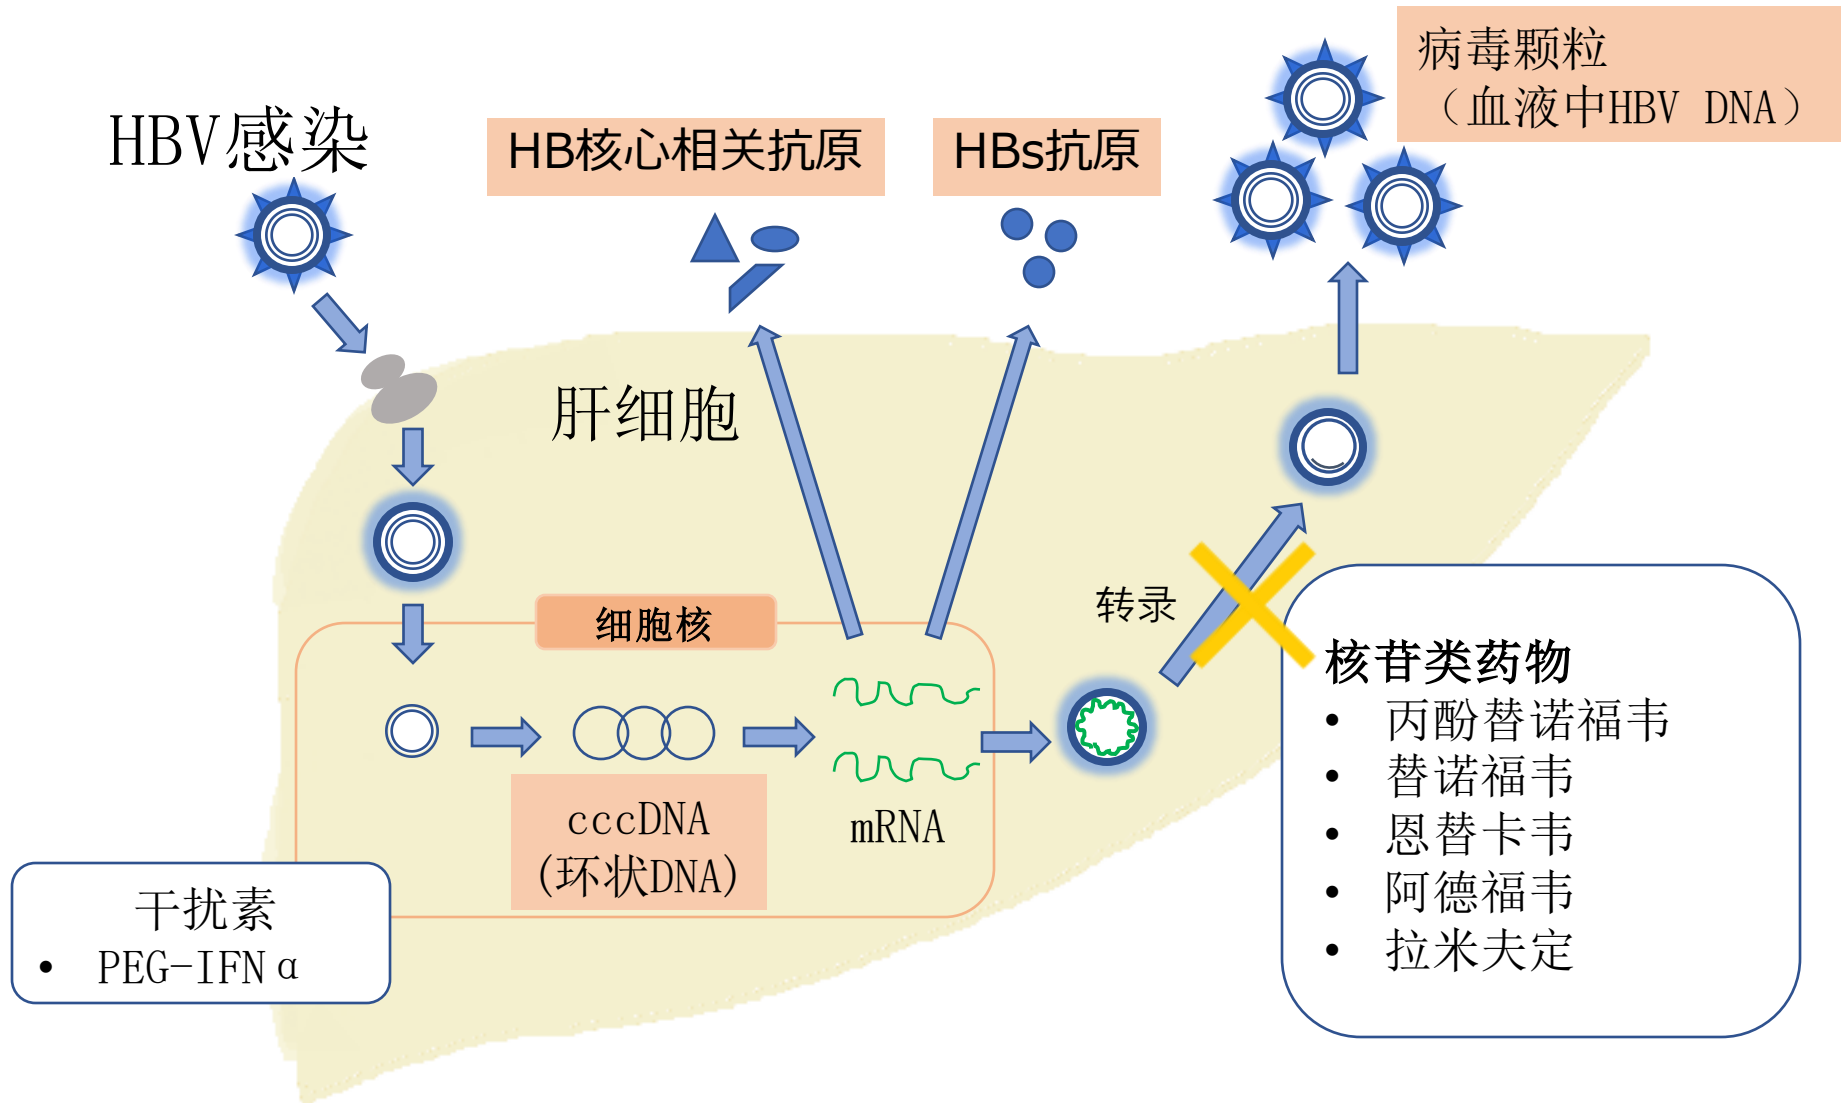 HBV感染
HB核心相关抗原
HBs抗原
病毒颗粒
（血液中HBV DNA）
肝细胞
细胞核
转录
cccDNA
(环状DNA)
mRNA
干扰素
• PEG-IFNα
核苷类药物
• 丙酚替诺福韦
• 替诺福韦
• 恩替卡韦
• 阿德福韦
• 拉米夫定